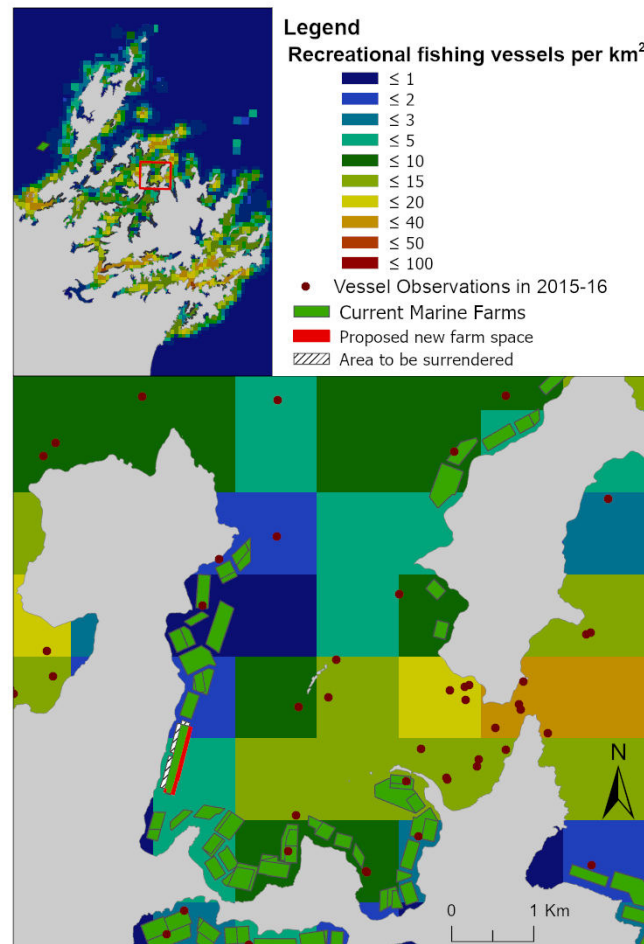 Legend
Recreational fishing vessels per km²
≤ 1
≤ 2
≤ 3
≤ 5
≤ 10
≤ 15
≤ 20
≤ 40
≤ 50
≤ 100
Vessel Observations in 2015-16
Current Marine Farms
Proposed new farm space
Area to be surrendered
N
0 1 Km